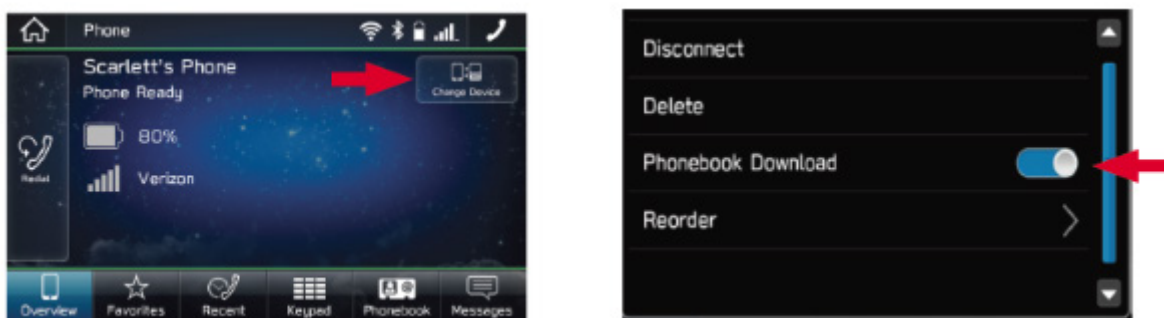 Phone
Scarlett's Phone
Phone Ready
Change Device
80%
Redial
Verizon
Overview
Favorites
Recent
Keypad
Phonebook
Messages
Disconnect
Delete
Phonebook Download
Reorder